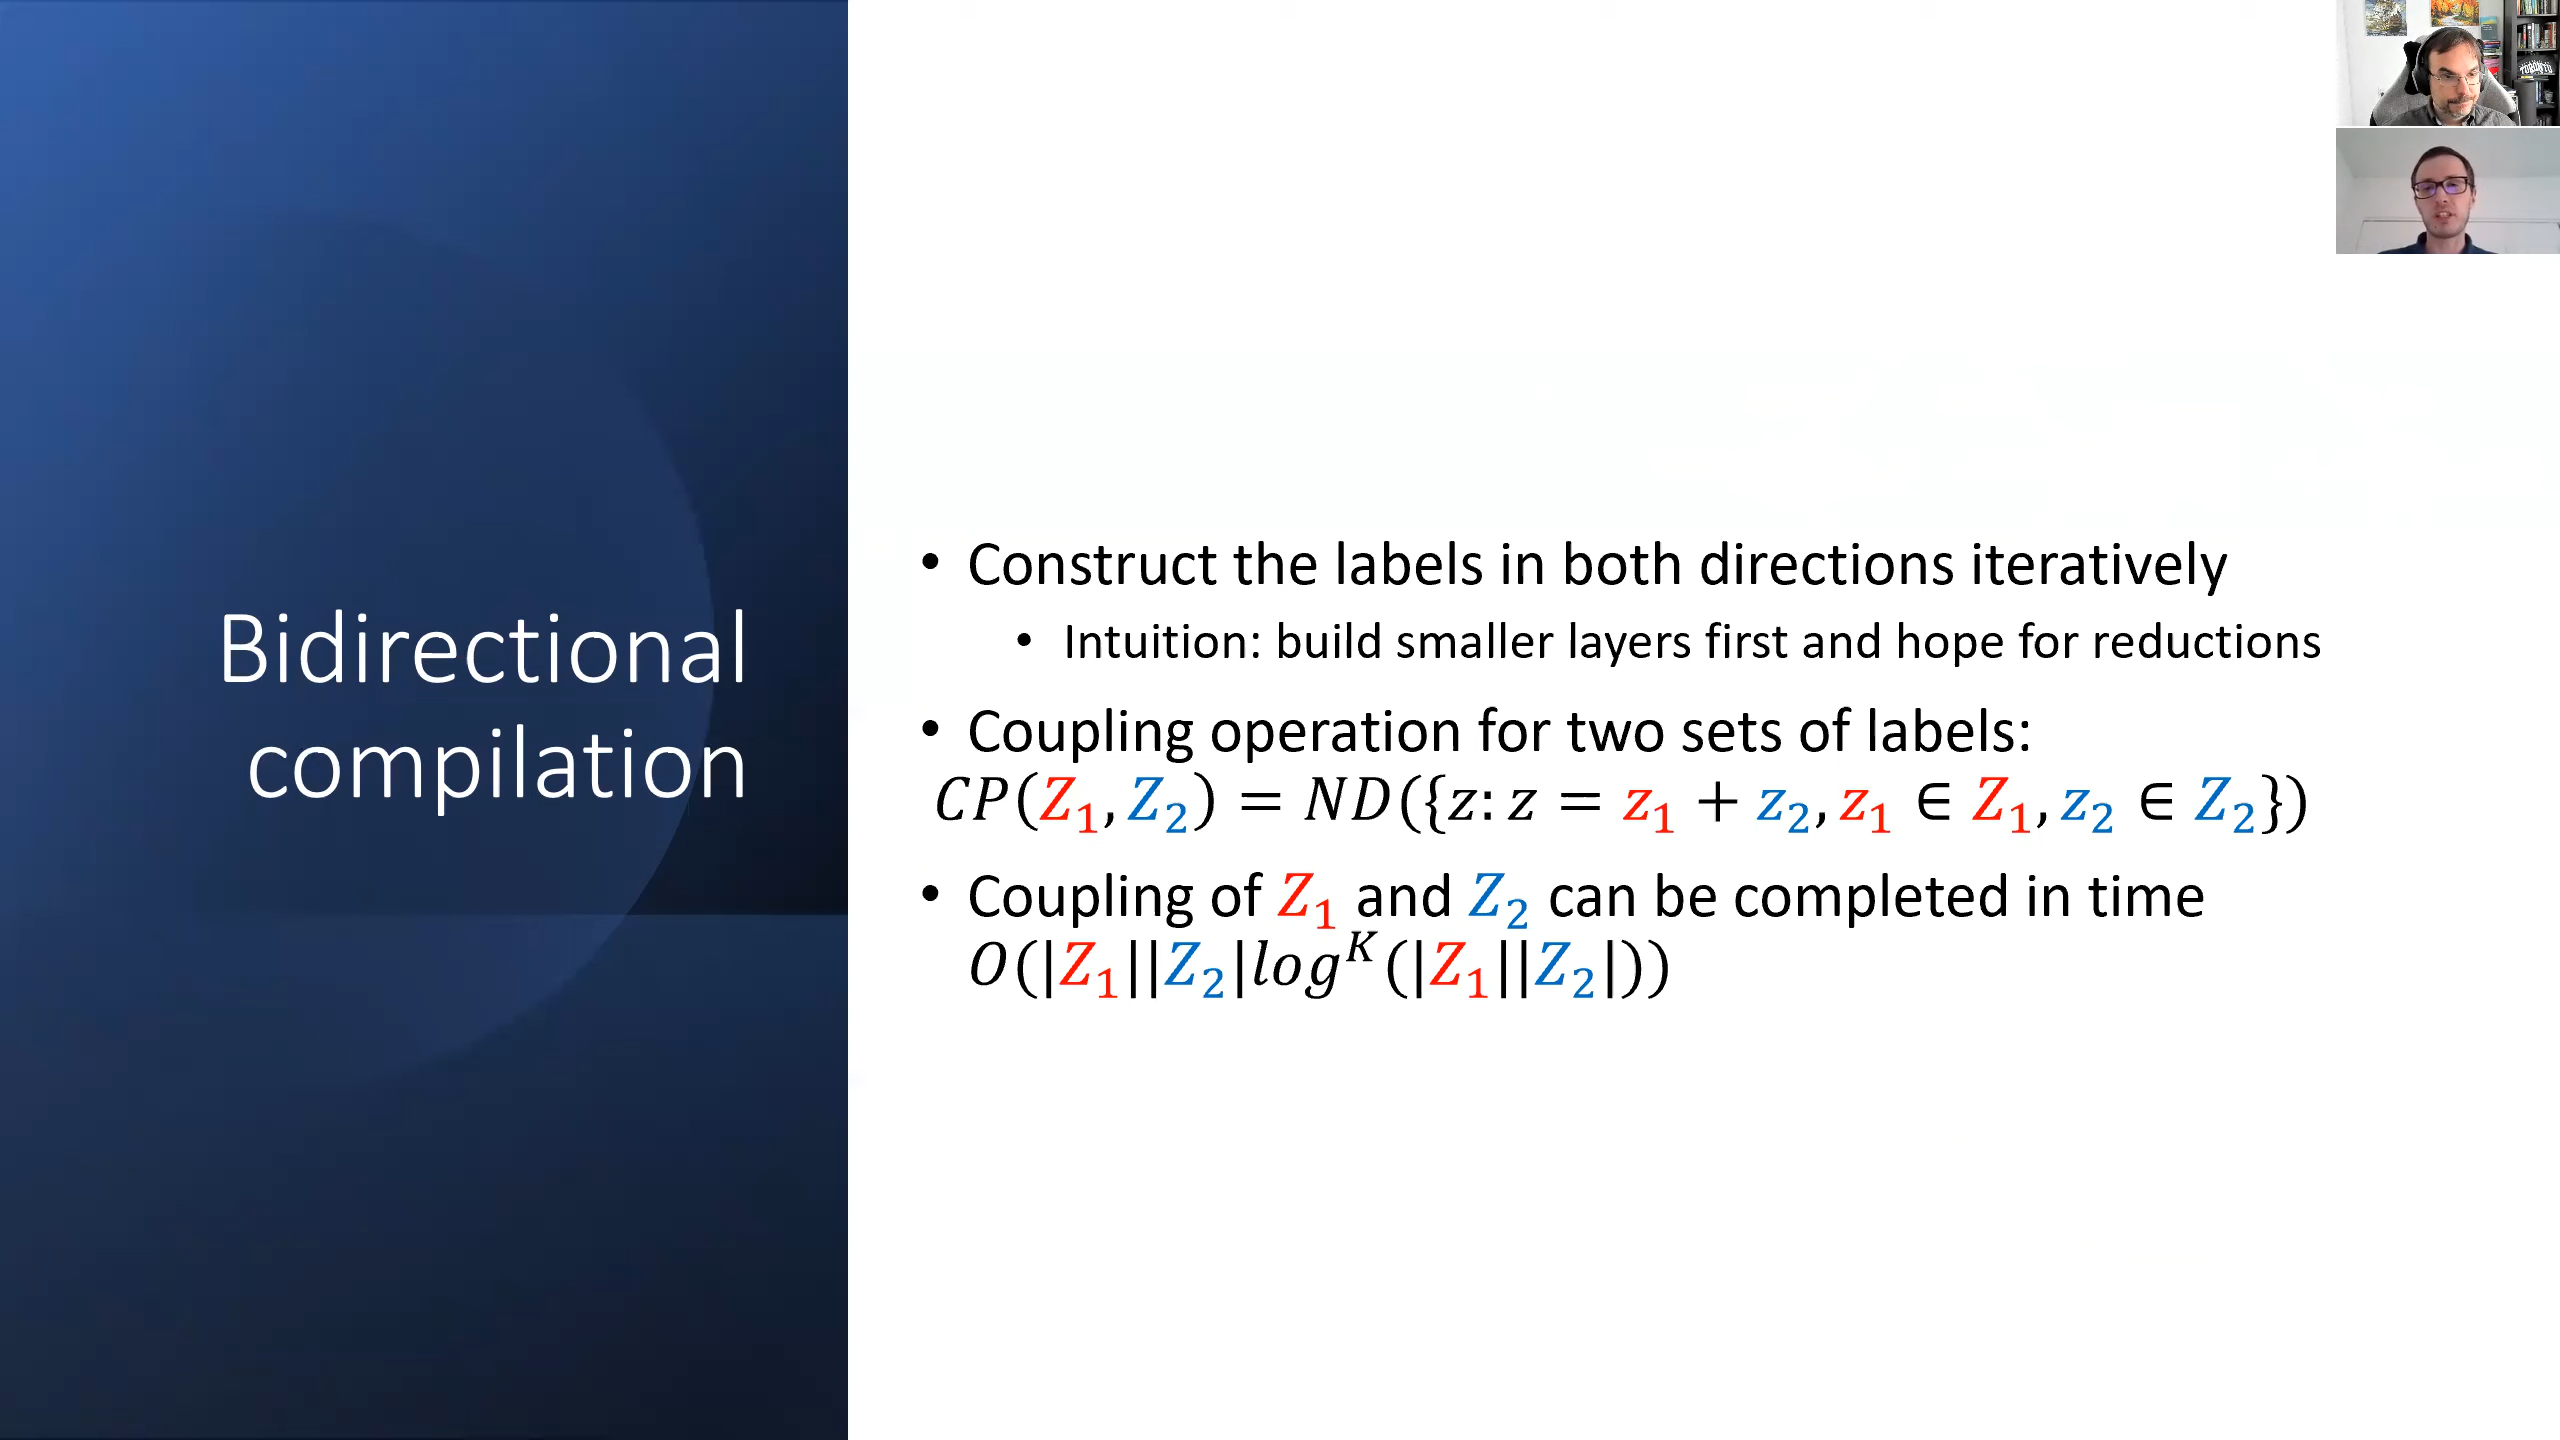 Bidirectional
compilation
• Construct the labels in both directions iteratively
• Intuition: build smaller layers first and hope for reductions
• Coupling operation for two sets of labels:
CP(Z₁, Z₂) = ND({z: z = z₁ + z₂, z₁ ∈ Z₁, z₂ ∈ Z₂})
• Coupling of Z₁ and Z₂ can be completed in time
O(|Z₁||Z₂|logᴷ(|Z₁||Z₂|))
TORONTO